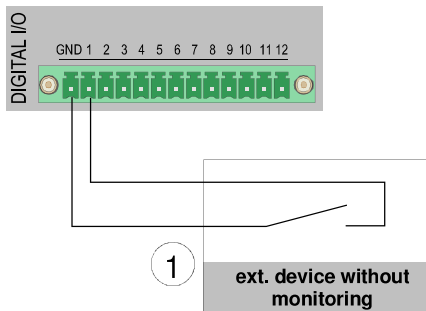 DIGITAL I/O
GND 1 2 3 4 5 6 7 8 9 10 11 12
1
ext. device without
monitoring